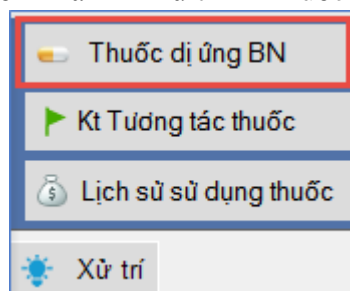 Thuốc dị ứng BN
Kt Tương tác thuốc
Lịch sử sử dụng thuốc
Xử trí